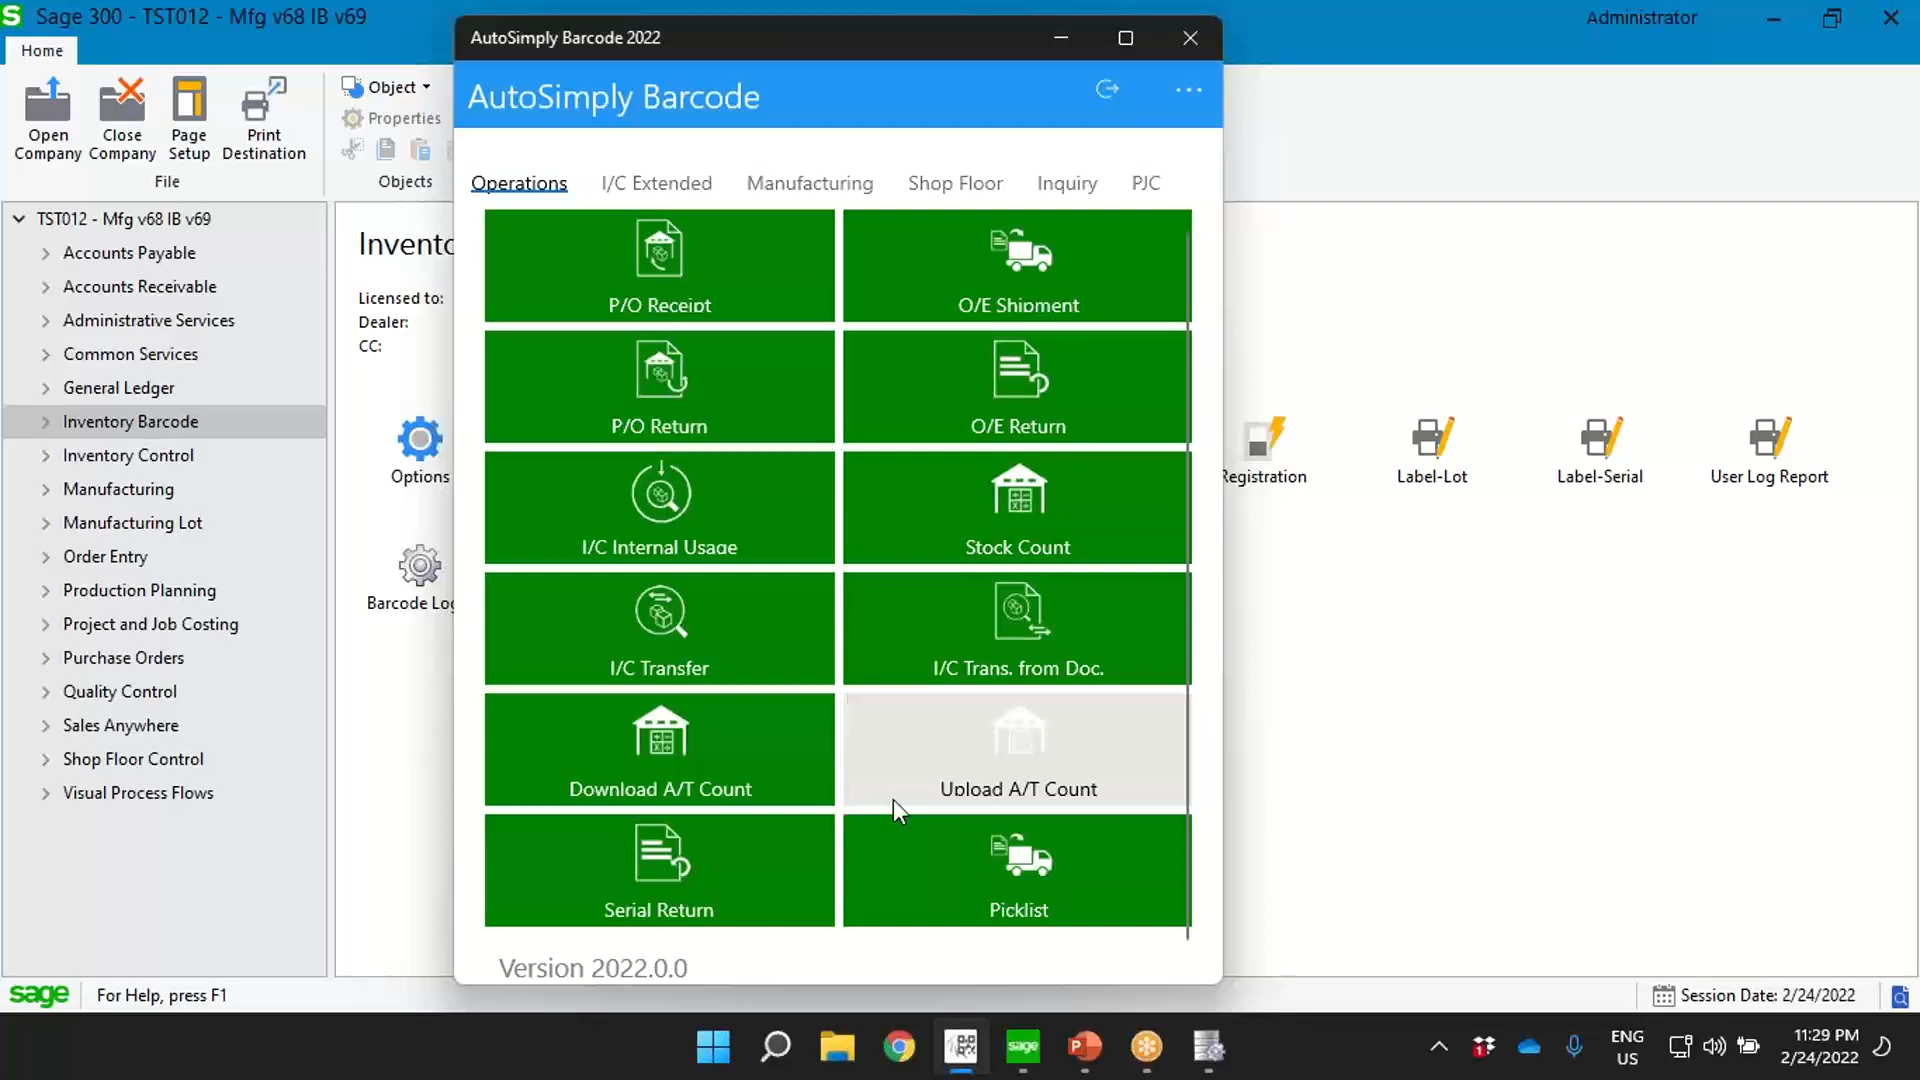 Sage 300 - TST012 - Mfg v68 IB v69
Administrator
Home
Open Company
Close Company
Page Setup
Print Destination
File
Object
Properties
Objects
TST012 - Mfg v68 IB v69
Accounts Payable
Accounts Receivable
Administrative Services
Common Services
General Ledger
Inventory Barcode
Inventory Control
Manufacturing
Manufacturing Lot
Order Entry
Production Planning
Project and Job Costing
Purchase Orders
Quality Control
Sales Anywhere
Shop Floor Control
Visual Process Flows
Licensed to:
Dealer:
CC:
Options
AutoSimply Barcode 2022
AutoSimply Barcode
Operations I/C Extended Manufacturing Shop Floor Inquiry PJC
P/O Receipt
O/E Shipment
P/O Return
O/E Return
I/C Internal Usage
Stock Count
I/C Transfer
I/C Trans. from Doc.
Download A/T Count
Upload A/T Count
Serial Return
Picklist
Version 2022.0.0
Registration
Label-Lot
Label-Serial
User Log Report
Barcode Log
sage
For Help, press F1
Session Date: 2/24/2022
sage
ENG
US
11:29 PM
2/24/2022